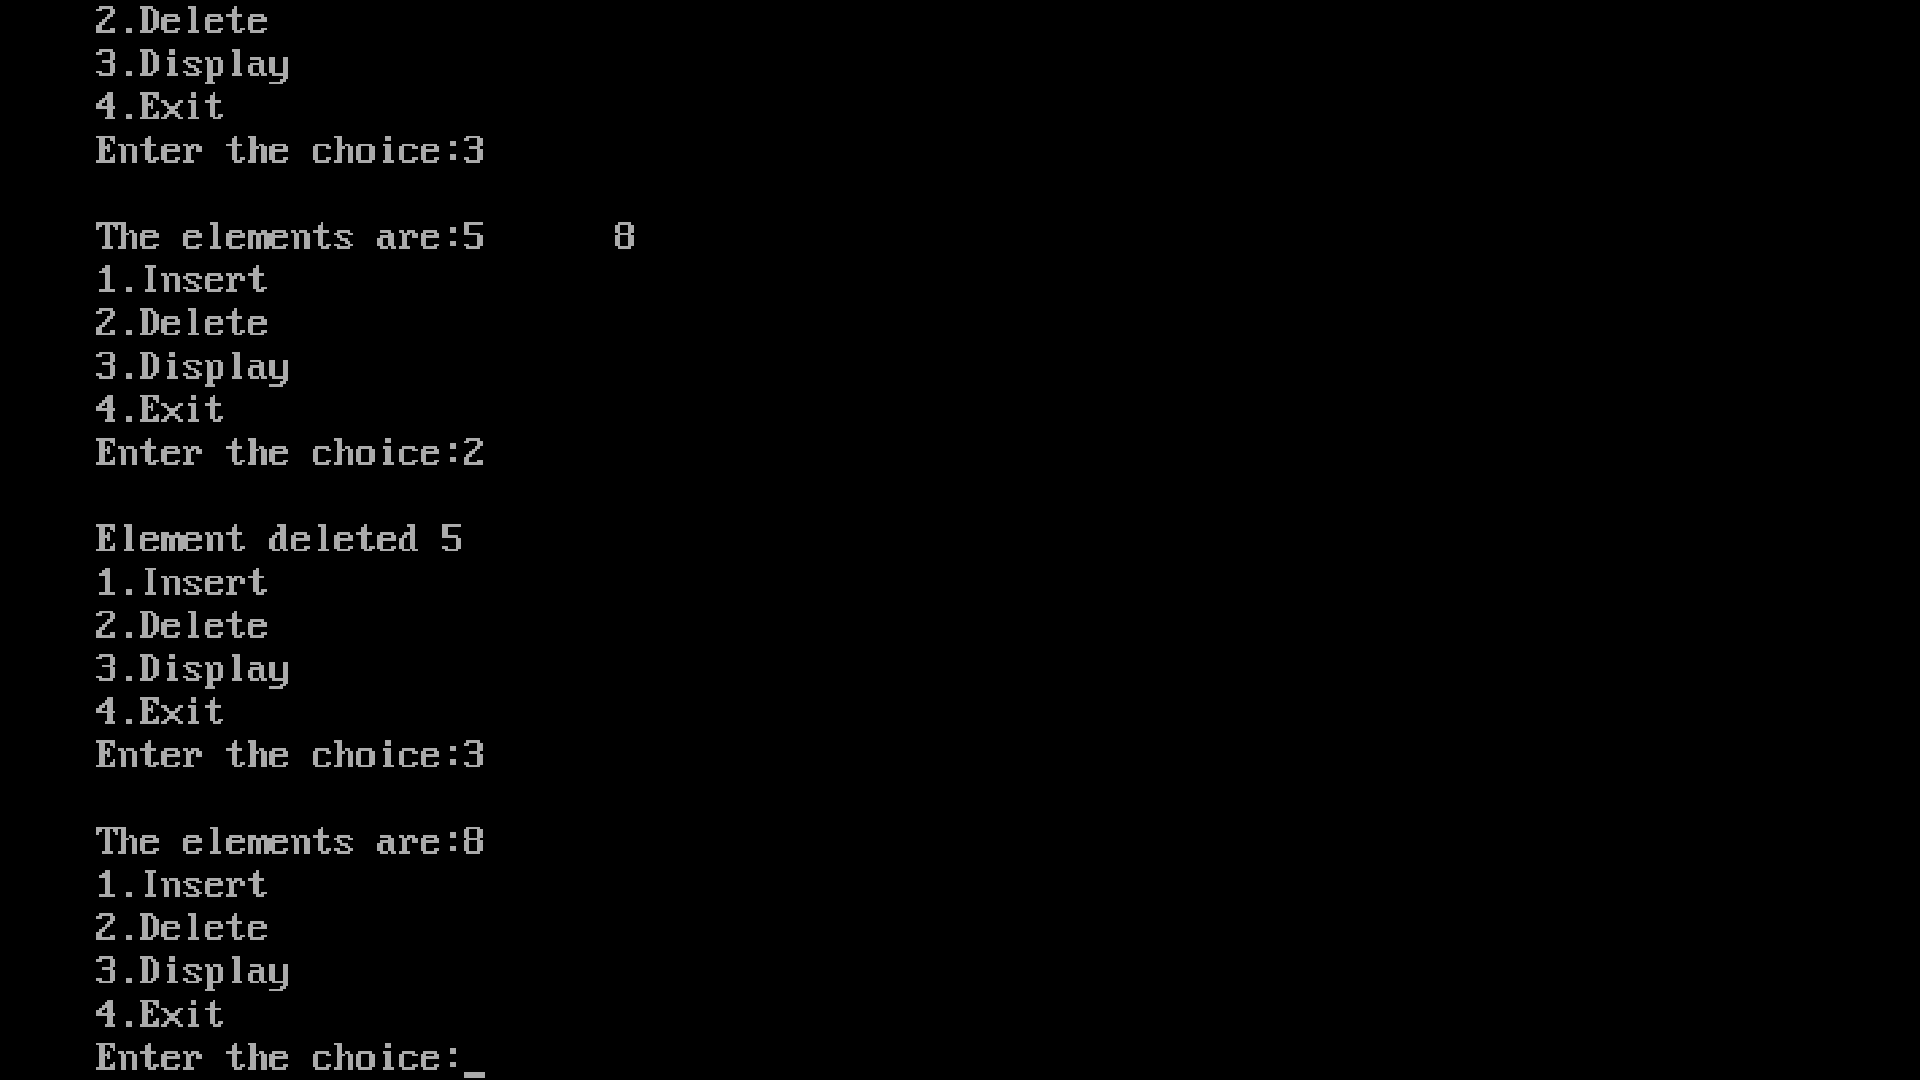 2.Delete
3.Display
4.Exit
Enter the choice:3
The elements are:5 8
1.Insert
2.Delete
3.Display
4.Exit
Enter the choice:2
Element deleted 5
1.Insert
2.Delete
3.Display
4.Exit
Enter the choice:3
The elements are:8
1.Insert
2.Delete
3.Display
4.Exit
Enter the choice:_